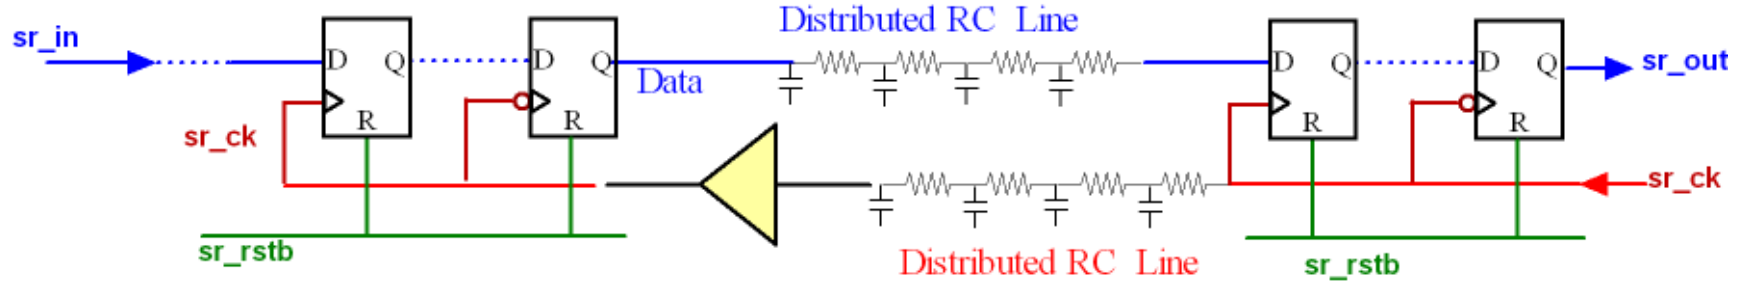 Distributed RC Line
sr_in
D Q D Q
Data
D Q D Q
sr_out
sr_ck
R R R R
sr_ck
sr_rstb
Distributed RC Line
sr_rstb